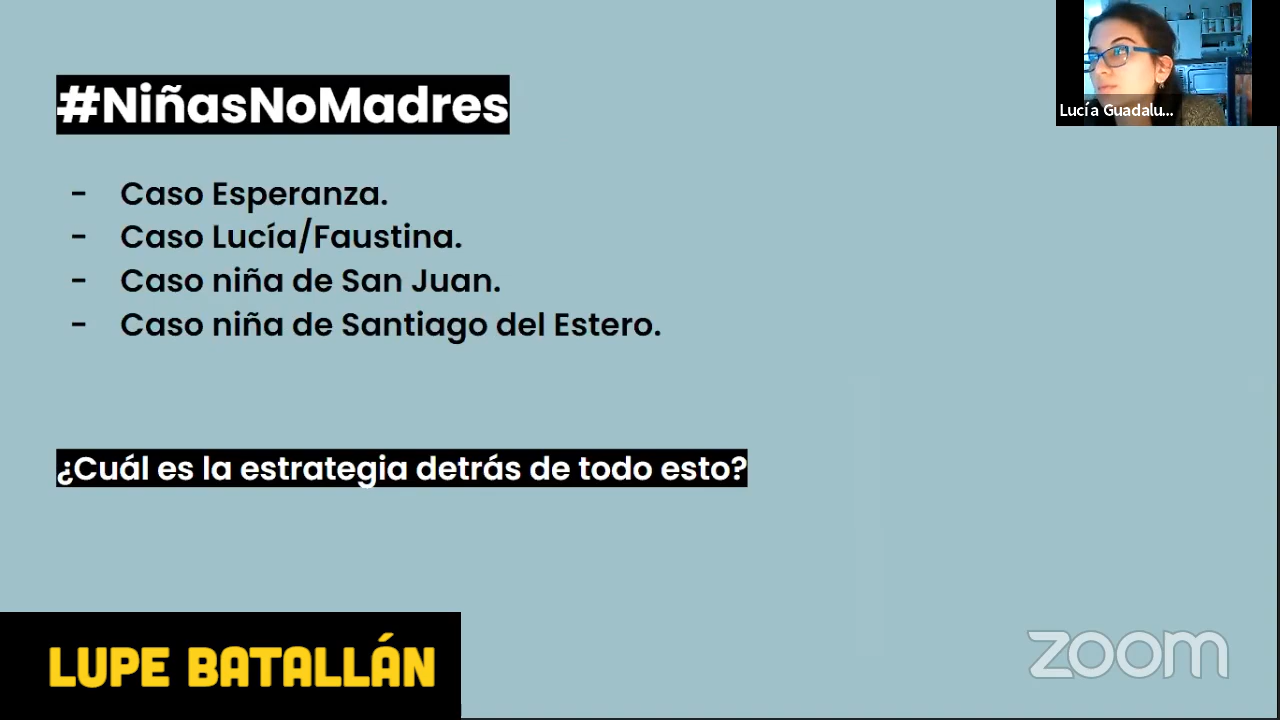 #NiñasNoMadres
Lucía Guadalu...
- Caso Esperanza.
- Caso Lucía/Faustina.
- Caso niña de San Juan.
- Caso niña de Santiago del Estero.
¿Cuál es la estrategia detrás de todo esto?
LUPE BATALLÁN
zoom